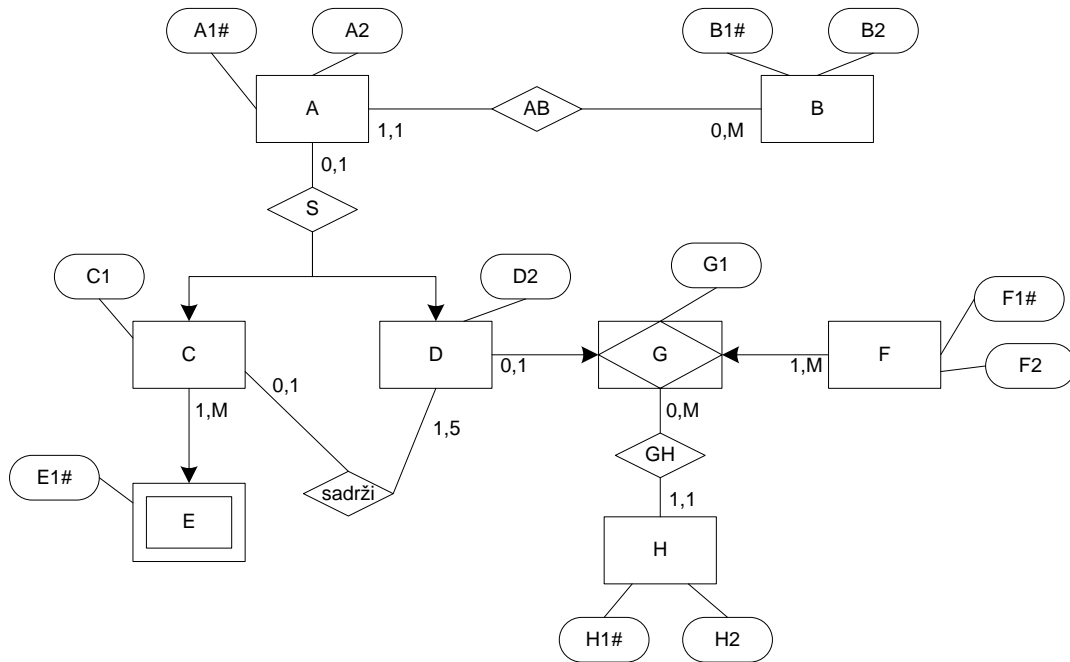 A1#
A2
B1#
B2
A
AB
B
1,1
0,M
0,1
S
C1
D2
G1
F1#
C
D
G
F
0,1
0,1
1,M
F2
1,M
1,5
0,M
GH
E1#
sadrži
1,1
E
H
H1#
H2